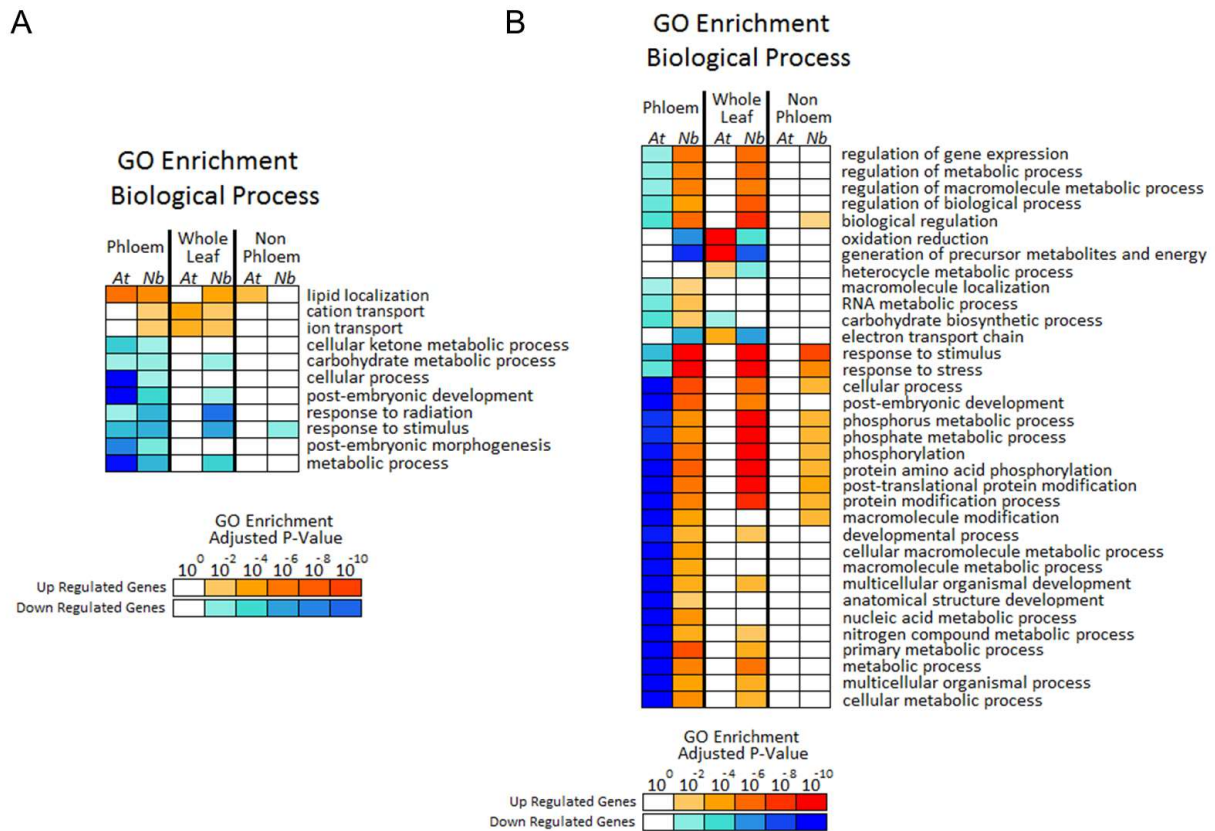 A
GO Enrichment
Biological Process
Phloem Whole Leaf Non Phloem
At Nb At Nb At Nb
lipid localization
cation transport
ion transport
cellular ketone metabolic process
carbohydrate metabolic process
cellular process
post-embryonic development
response to radiation
response to stimulus
post-embryonic morphogenesis
metabolic process
GO Enrichment
Adjusted P-Value
10^0 10^-2 10^-4 10^-6 10^-8 10^-10
Up Regulated Genes
Down Regulated Genes
B
GO Enrichment
Biological Process
Phloem Whole Leaf Non Phloem
At Nb At Nb At Nb
regulation of gene expression
regulation of metabolic process
regulation of macromolecule metabolic process
regulation of biological process
biological regulation
oxidation reduction
generation of precursor metabolites and energy
heterocycle metabolic process
macromolecule localization
RNA metabolic process
carbohydrate biosynthetic process
electron transport chain
response to stimulus
response to stress
cellular process
post-embryonic development
phosphorus metabolic process
phosphate metabolic process
phosphorylation
protein amino acid phosphorylation
post-translational protein modification
protein modification process
macromolecule modification
developmental process
cellular macromolecule metabolic process
macromolecule metabolic process
multicellular organismal development
anatomical structure development
nucleic acid metabolic process
nitrogen compound metabolic process
primary metabolic process
metabolic process
multicellular organismal process
cellular metabolic process
GO Enrichment
Adjusted P-Value
10^0 10^-2 10^-4 10^-6 10^-8 10^-10
Up Regulated Genes
Down Regulated Genes